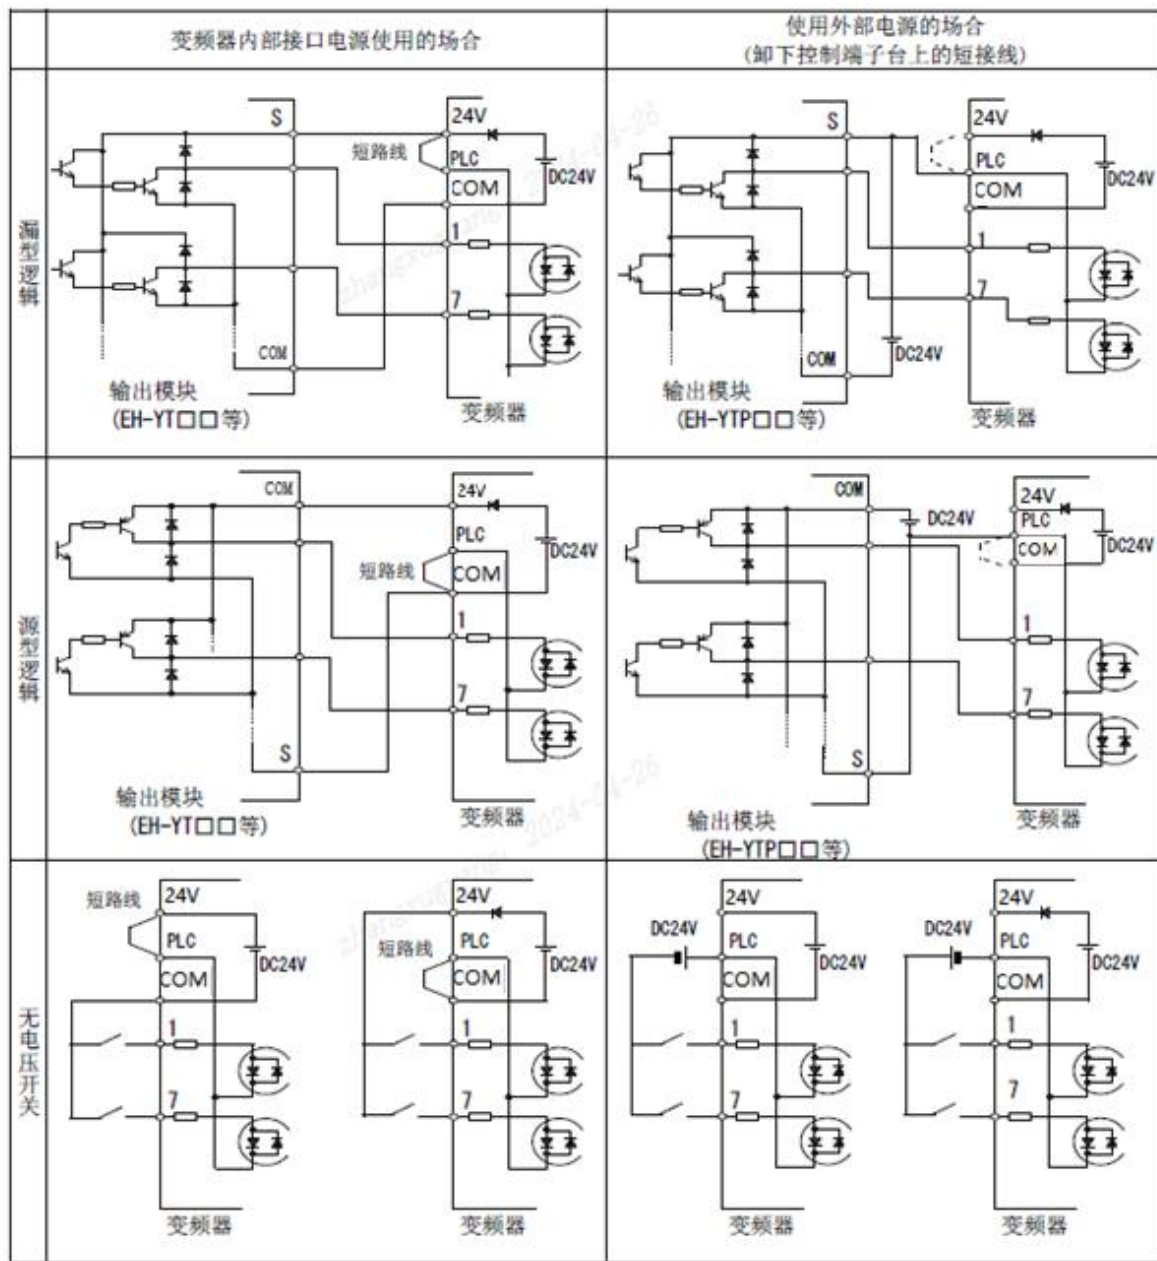 变频器内部接口电源使用的场合
使用外部电源的场合
(卸下控制端子台上的短接线)
漏型逻辑
S
24V
短路线
PLC
COM
DC24V
1
7
COM
输出模块
(EH-YT□□等)
变频器
S
24V
PLC
COM
DC24V
1
7
COM
DC24V
输出模块
(EH-YTP□□等)
变频器
源型逻辑
COM
24V
PLC
短路线
COM
DC24V
1
7
S
输出模块
(EH-YT□□等)
变频器
COM
DC24V
24V
PLC
COM
DC24V
1
7
S
输出模块
(EH-YTP□□等)
变频器
无电压开关
短路线
24V
PLC
COM
DC24V
1
7
变频器
24V
PLC
短路线
COM
DC24V
1
7
变频器
24V
DC24V
PLC
COM
DC24V
1
7
变频器
24V
DC24V
PLC
COM
DC24V
1
7
变频器
2024-04-26